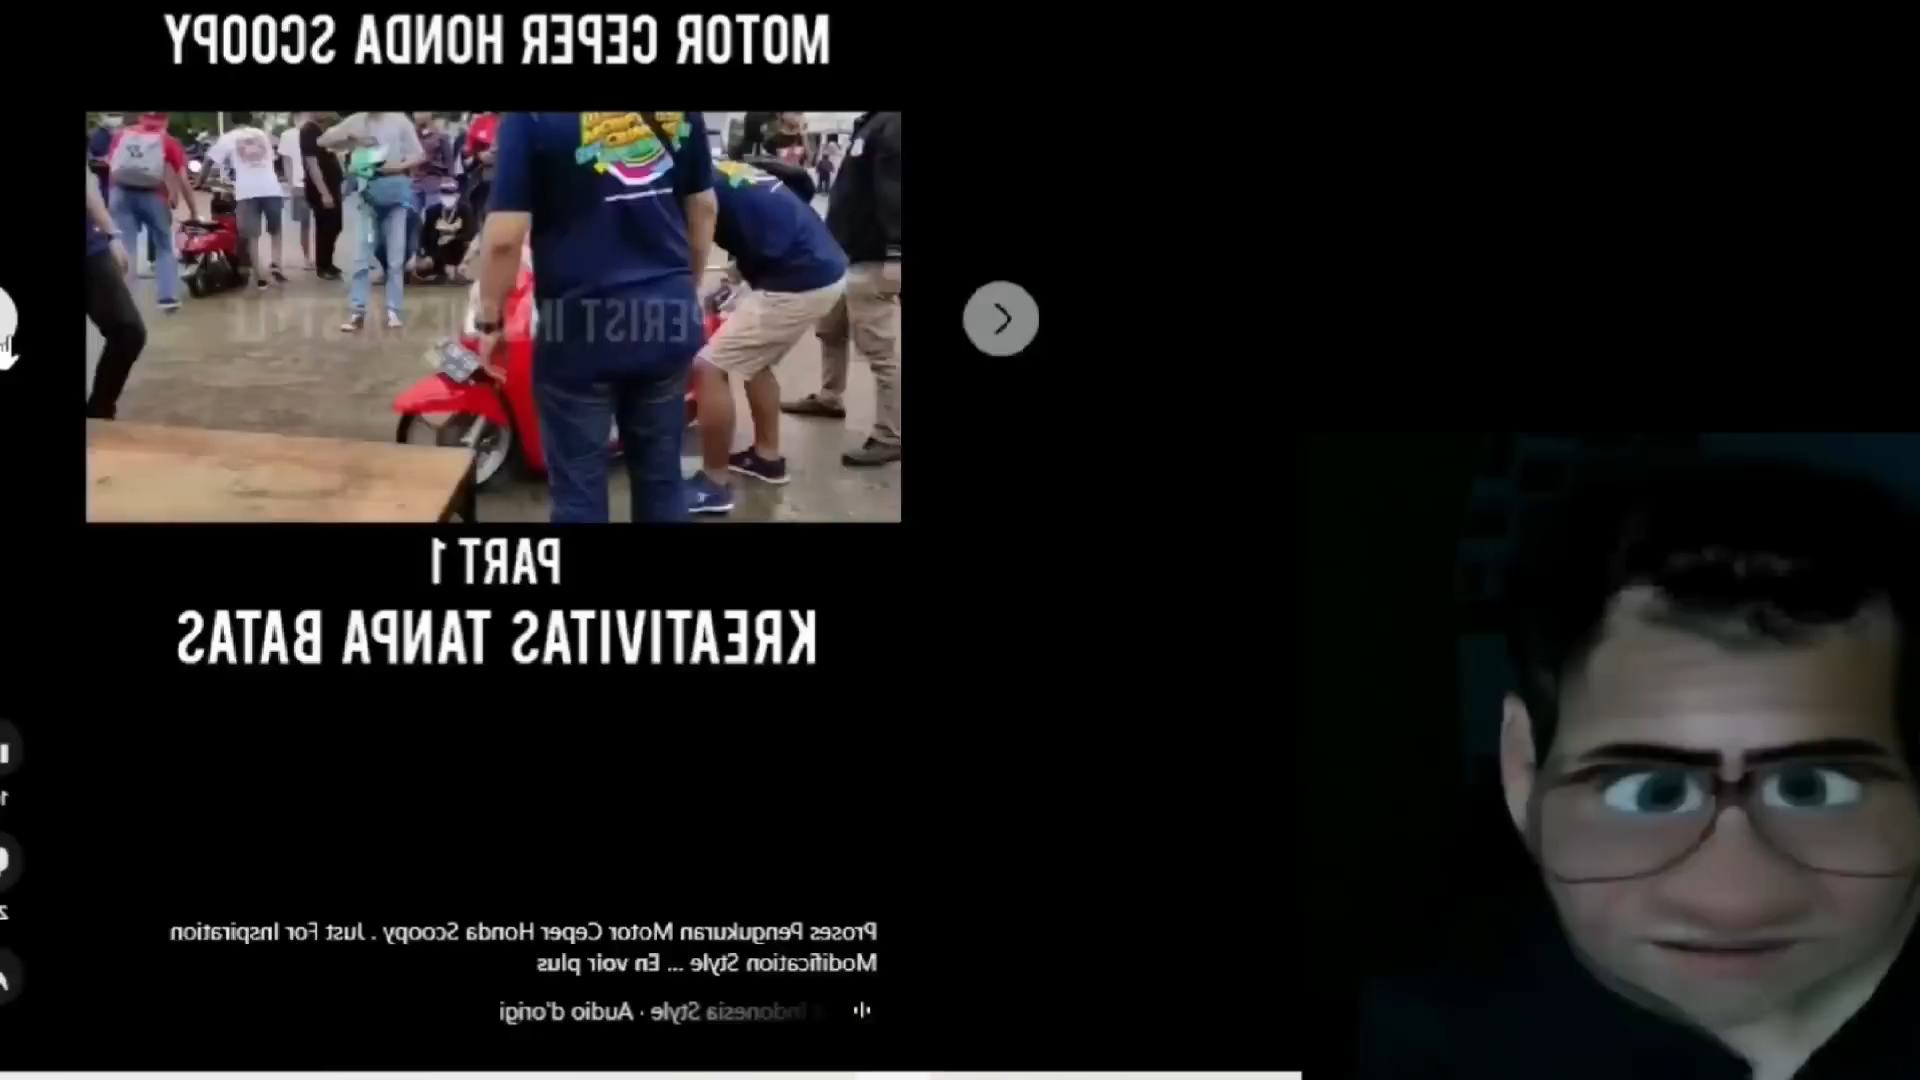 MOTOR CEPER HONDA SCOOPY
PART 1
KREATIVITAS TANPA BATAS
Proses Pengukuran Motor Ceper Honda Scoopy . Just For Inspiration
Modification Style ... En voir plus
Indonesia Style · Audio d'origi